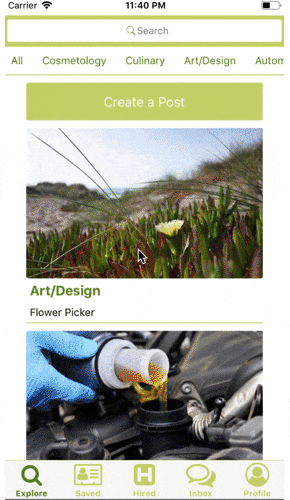 Carrier 11:40 PM
Search
All Cosmetology Culinary Art/Design Autom
Create a Post
Art/Design
Flower Picker
H
Explore Saved Hired Inbox Profile